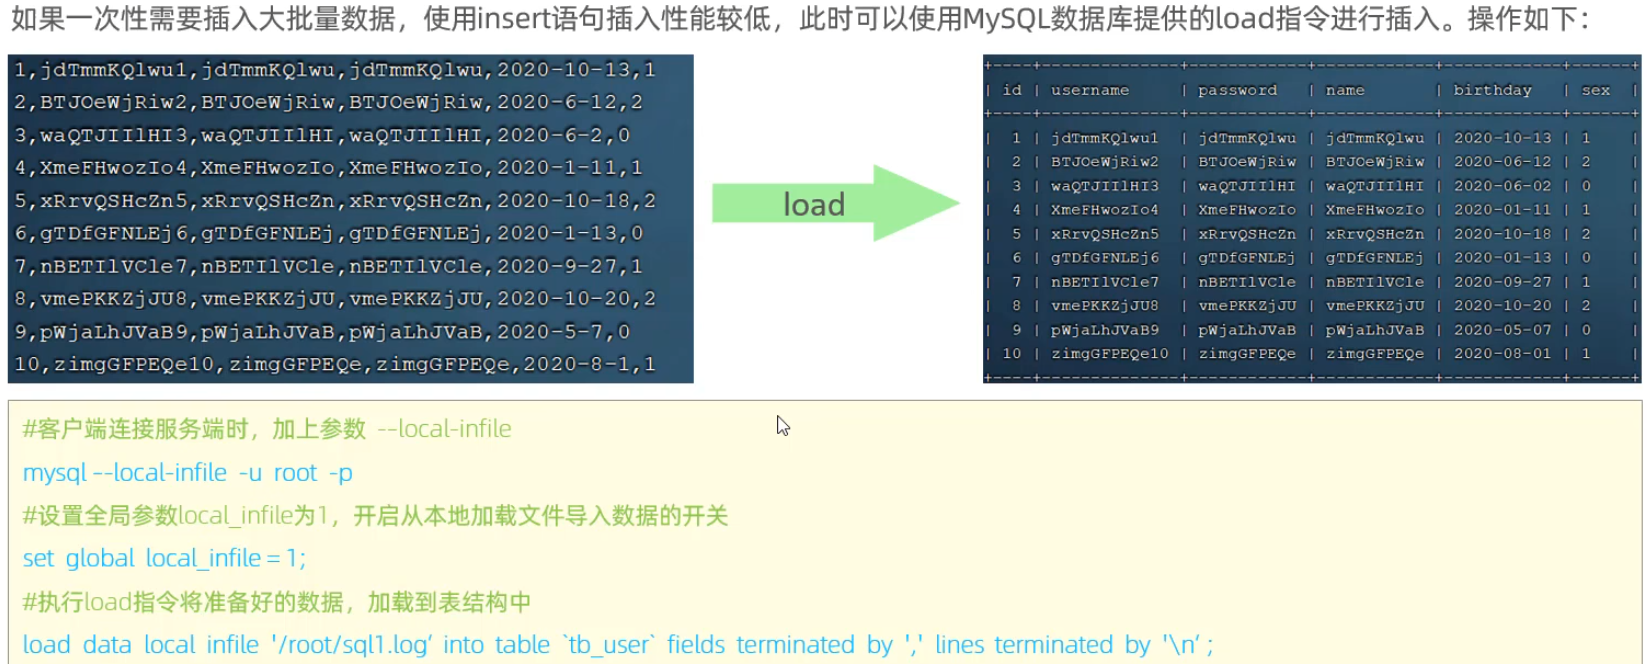 如果一次性需要插入大批量数据，使用insert语句插入性能较低，此时可以使用MySQL数据库提供的load指令进行插入。操作如下：
1,jdTmmKQlwu1,jdTmmKQlwu,jdTmmKQlwu,2020-10-13,1
2,BTJOeWjRiw2,BTJOeWjRiw,BTJOeWjRiw,2020-6-12,2
3,waQTJIIlHI3,waQTJIIlHI,waQTJIIlHI,2020-6-2,0
4,XmeFHwozIo4,XmeFHwozIo,XmeFHwozIo,2020-1-11,1
5,xRrvQSHcZn5,xRrvQSHcZn,xRrvQSHcZn,2020-10-18,2
6,gTDfGFNLEj6,gTDfGFNLEj,gTDfGFNLEj,2020-1-13,0
7,nBETIlVCle7,nBETIlVCle,nBETIlVCle,2020-9-27,1
8,vmePKKZjJU8,vmePKKZjJU,vmePKKZjJU,2020-10-20,2
9,pWjaLhJVaB9,pWjaLhJVaB,pWjaLhJVaB,2020-5-7,0
10,zimgGFPEQe10,zimgGFPEQe,zimgGFPEQe,2020-8-1,1
load
| id | username | password | name | birthday | sex |
| 1 | jdTmmKQlwu1 | jdTmmKQlwu | jdTmmKQlwu | 2020-10-13 | 1 |
| 2 | BTJOeWjRiw2 | BTJOeWjRiw | BTJOeWjRiw | 2020-06-12 | 2 |
| 3 | waQTJIIlHI3 | waQTJIIlHI | waQTJIIlHI | 2020-06-02 | 0 |
| 4 | XmeFHwozIo4 | XmeFHwozIo | XmeFHwozIo | 2020-01-11 | 1 |
| 5 | xRrvQSHcZn5 | xRrvQSHcZn | xRrvQSHcZn | 2020-10-18 | 2 |
| 6 | gTDfGFNLEj6 | gTDfGFNLEj | gTDfGFNLEj | 2020-01-13 | 0 |
| 7 | nBETIlVCle7 | nBETIlVCle | nBETIlVCle | 2020-09-27 | 1 |
| 8 | vmePKKZjJU8 | vmePKKZjJU | vmePKKZjJU | 2020-10-20 | 2 |
| 9 | pWjaLhJVaB9 | pWjaLhJVaB | pWjaLhJVaB | 2020-05-07 | 0 |
| 10 | zimgGFPEQe10 | zimgGFPEQe | zimgGFPEQe | 2020-08-01 | 1 |
#客户端连接服务端时，加上参数 --local-infile
mysql --local-infile -u root -p
#设置全局参数local_infile为1，开启从本地加载文件导入数据的开关
set global local_infile = 1;
#执行load指令将准备好的数据，加载到表结构中
load data local infile '/root/sql1.log’ into table `tb_user` fields terminated by ',' lines terminated by '\n’ ;